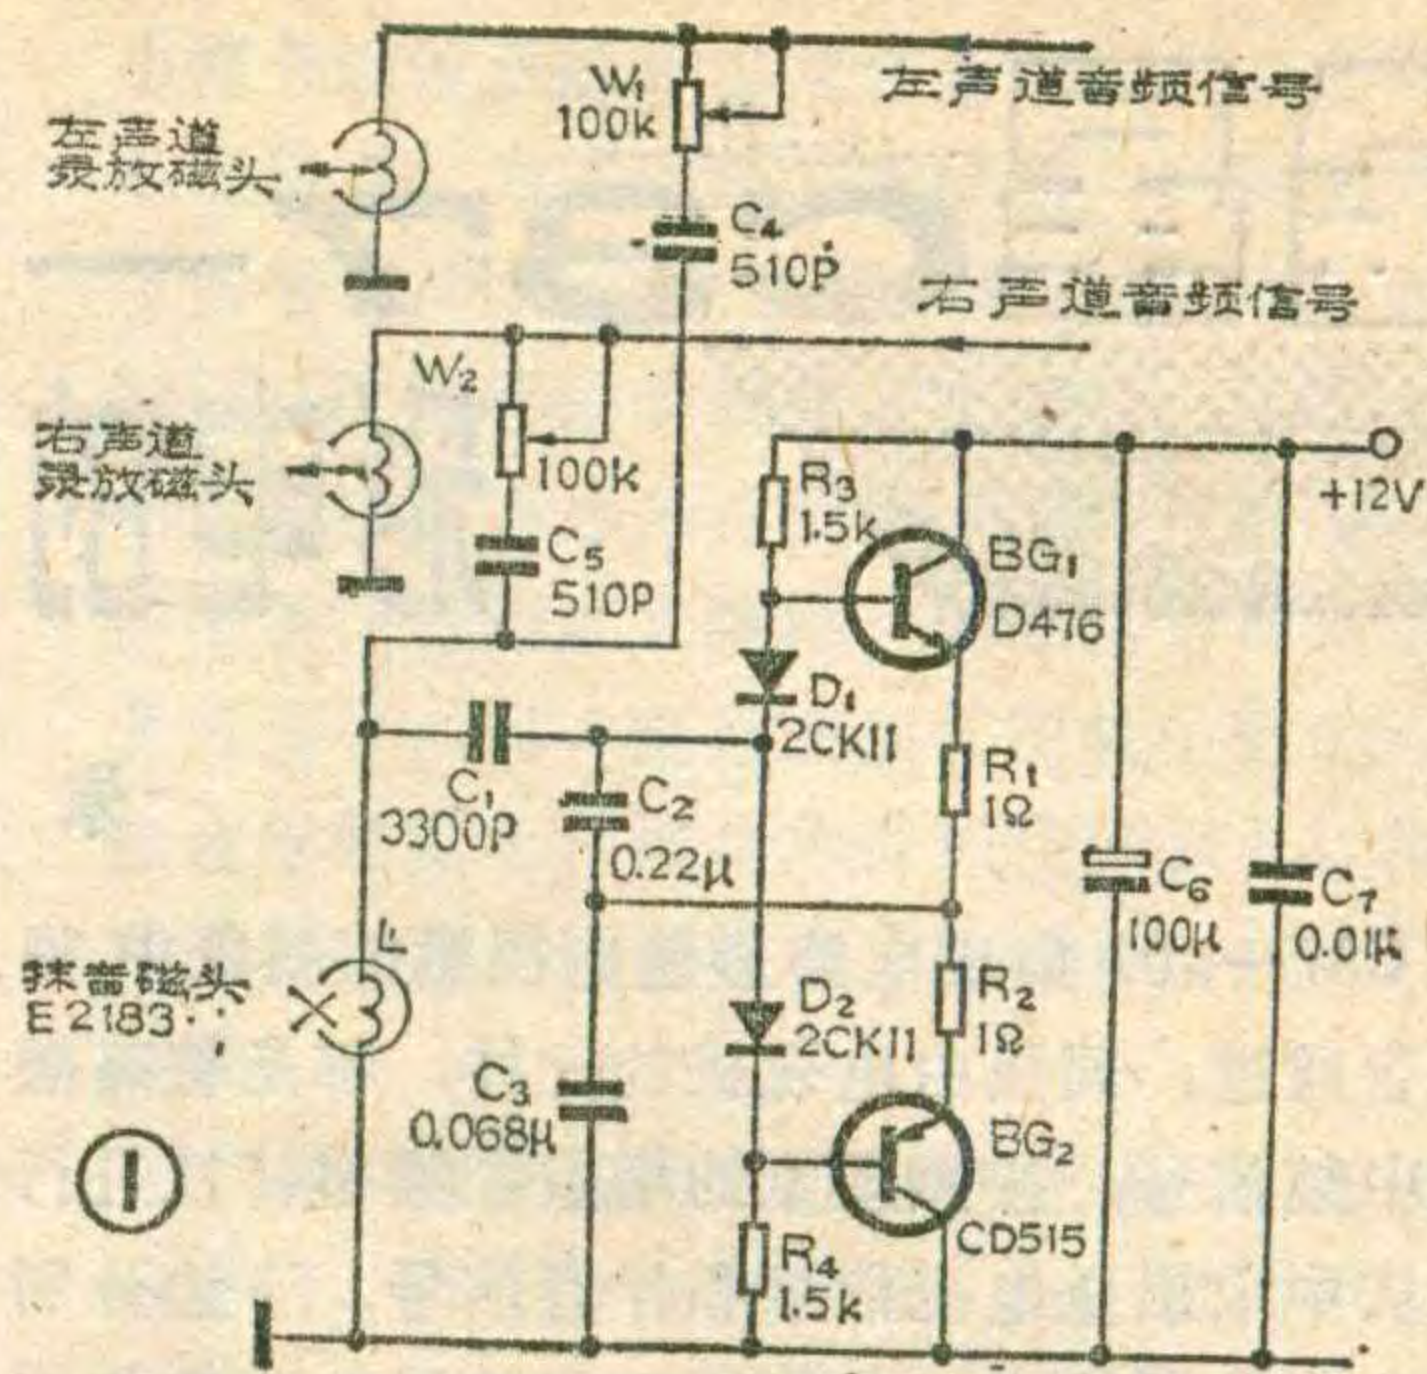 左声道音频信号
W₁
100k
左声道
录放磁头
C₄
510P
右声道音频信号
W₂
100k
右声道
录放磁头
C₅
510P
+12V
R₃
1.5k
BG₁
D476
D₁
2CK11
R₁
1Ω
C₁
3300P
C₂
0.22μ
C₆
100μ
C₇
0.01μ
抹音磁头
E2183
D₂
2CK11
R₂
1Ω
C₃
0.068μ
BG₂
CD515
R₄
1.5k
①